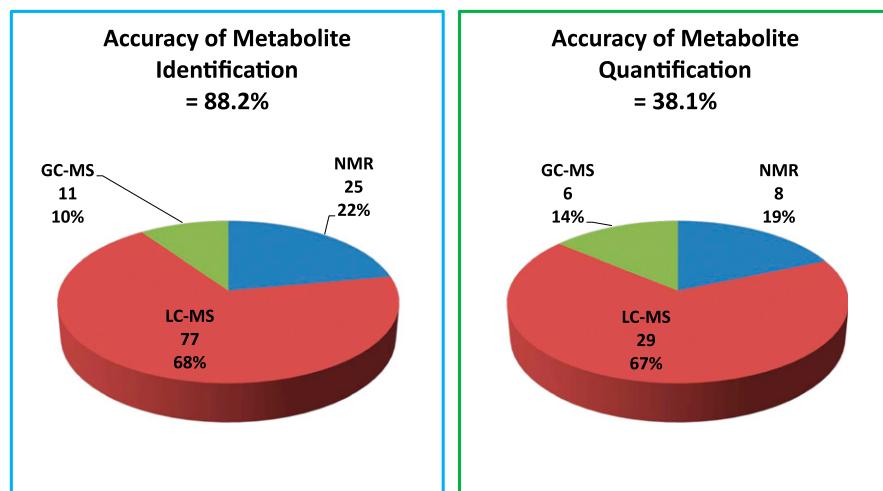 Accuracy of Metabolite
Identification
= 88.2%
GC-MS
11
10%
NMR
25
22%
LC-MS
77
68%
Accuracy of Metabolite
Quantification
= 38.1%
GC-MS
6
14%
NMR
8
19%
LC-MS
29
67%